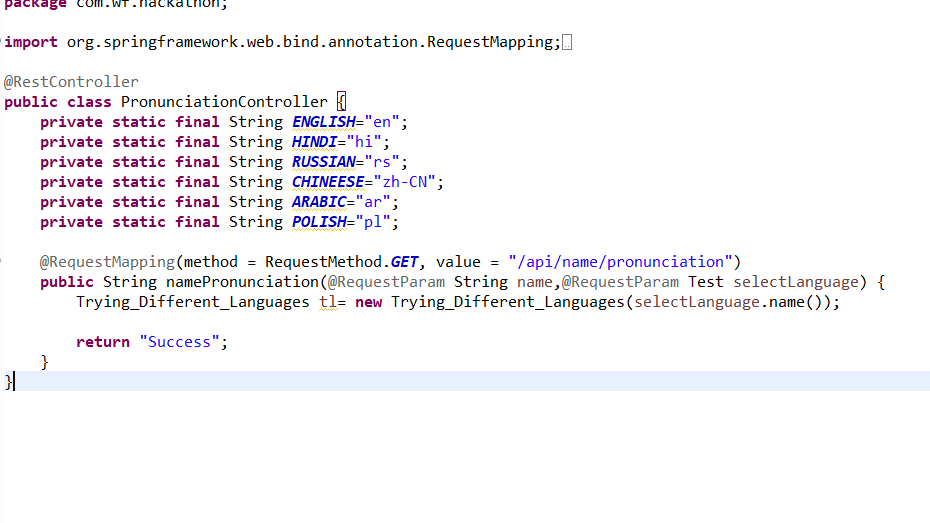 package com.wf.hackathon;
import org.springframework.web.bind.annotation.RequestMapping;
@RestController
public class PronunciationController {
private static final String ENGLISH="en";
private static final String HINDI="hi";
private static final String RUSSIAN="rs";
private static final String CHINEESE="zh-CN";
private static final String ARABIC="ar";
private static final String POLISH="pl";
@RequestMapping(method = RequestMethod.GET, value = "/api/name/pronunciation")
public String namePronunciation(@RequestParam String name,@RequestParam Test selectLanguage) {
Trying_Different_Languages tl= new Trying_Different_Languages(selectLanguage.name());
return "Success";
}
}